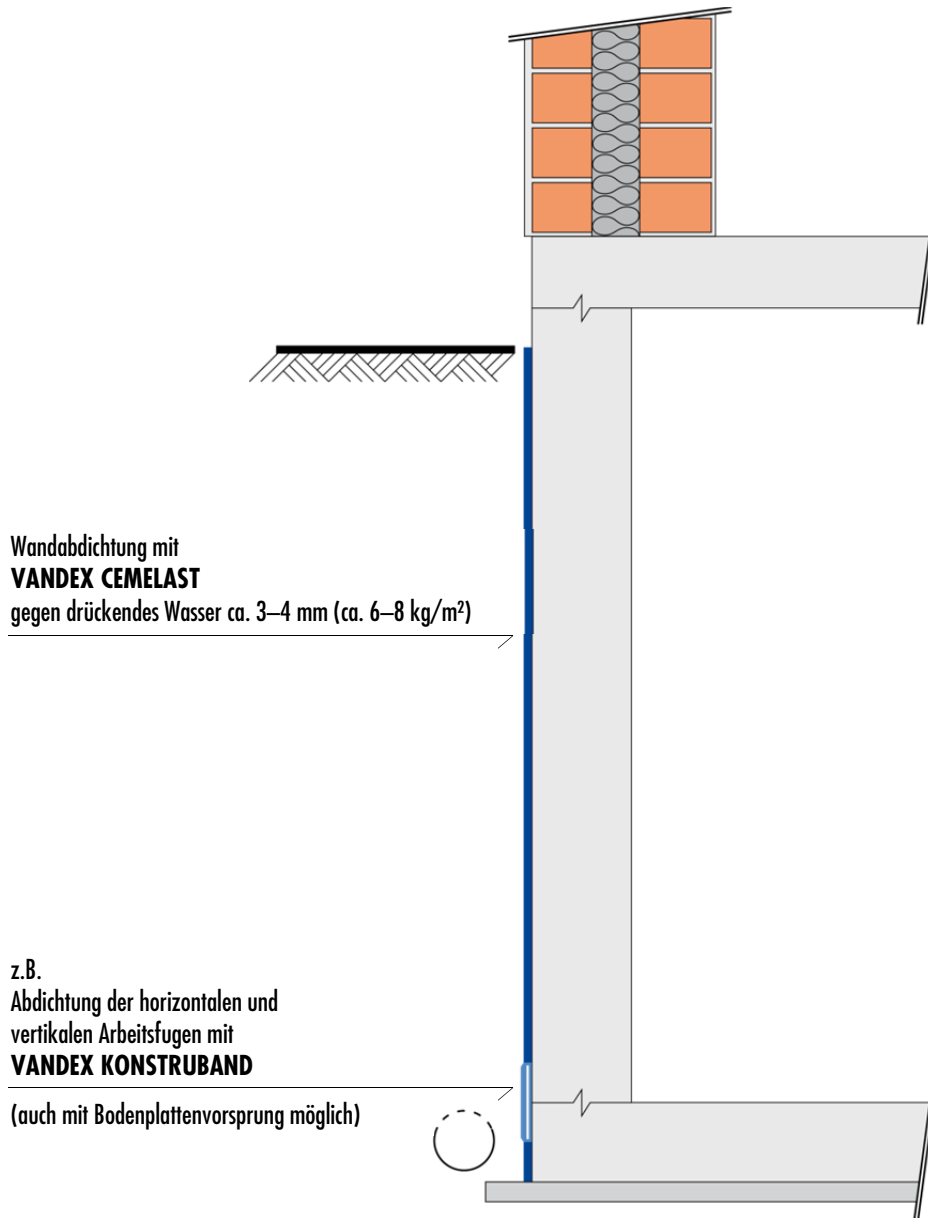 Wandabdichtung mit
VANDEX CEMELAST
gegen drückendes Wasser ca. 3–4 mm (ca. 6–8 kg/m²)
z.B.
Abdichtung der horizontalen und
vertikalen Arbeitsfugen mit
VANDEX KONSTRUBAND
(auch mit Bodenplattenvorsprung möglich)